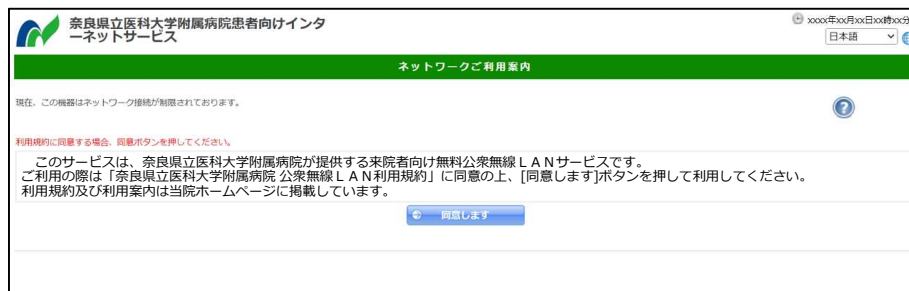 奈良県立医科大学附属病院患者向けインタ
ーネットサービス
xxxx年xx月xx日xx時xx分
日本語
ネットワークご利用案内
現在、この機器はネットワーク接続が制限されております。
?
利用規約に同意する場合、同意ボタンを押してください。
このサービスは、奈良県立医科大学附属病院が提供する来院者向け無料公衆無線ＬＡＮサービスです。
ご利用の際は「奈良県立医科大学附属病院 公衆無線ＬＡＮ利用規約」に同意の上、[同意します]ボタンを押して利用してください。
利用規約及び利用案内は当院ホームページに掲載しています。
同意します